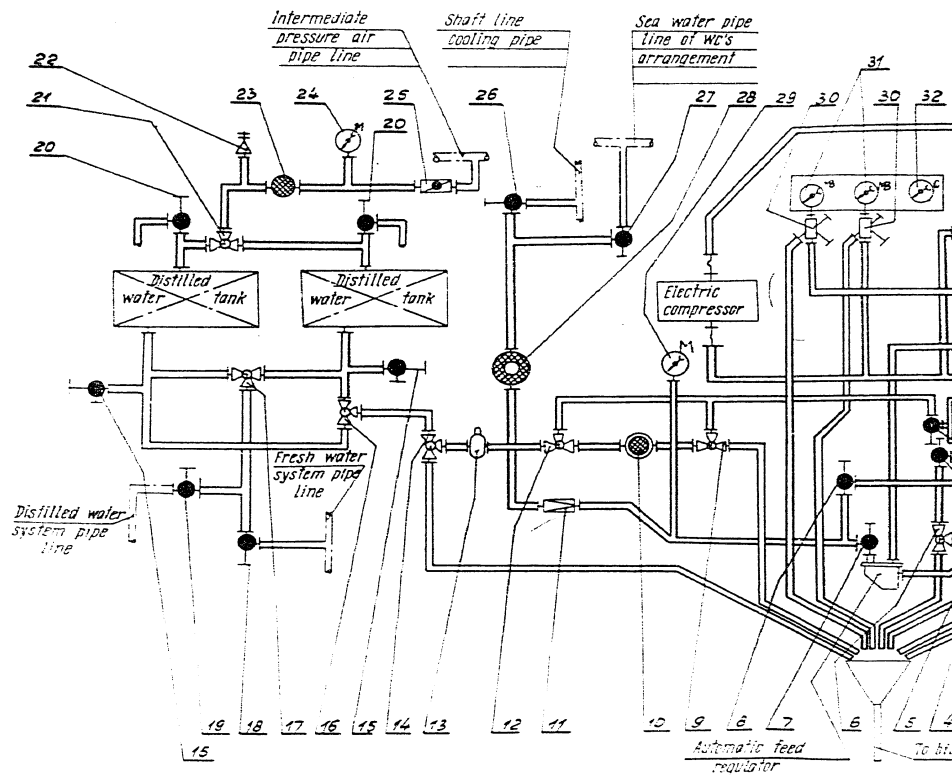 Intermediate
pressure air
pipe line
Shaft line
cooling pipe
Sea water pipe
line of WC's
arrangement
22
21
20
23
24
M
25
20
26
27
28
29
30
31
30
32
MB
Distilled
water tank
Distilled
water tank
Electric
compressor
M
Fresh water
system pipe
line
Distilled water
system pipe
line
15
19
18
17
16
15
14
13
12
11
10
9
8
7
6
5
4
Automatic feed
regulator
To